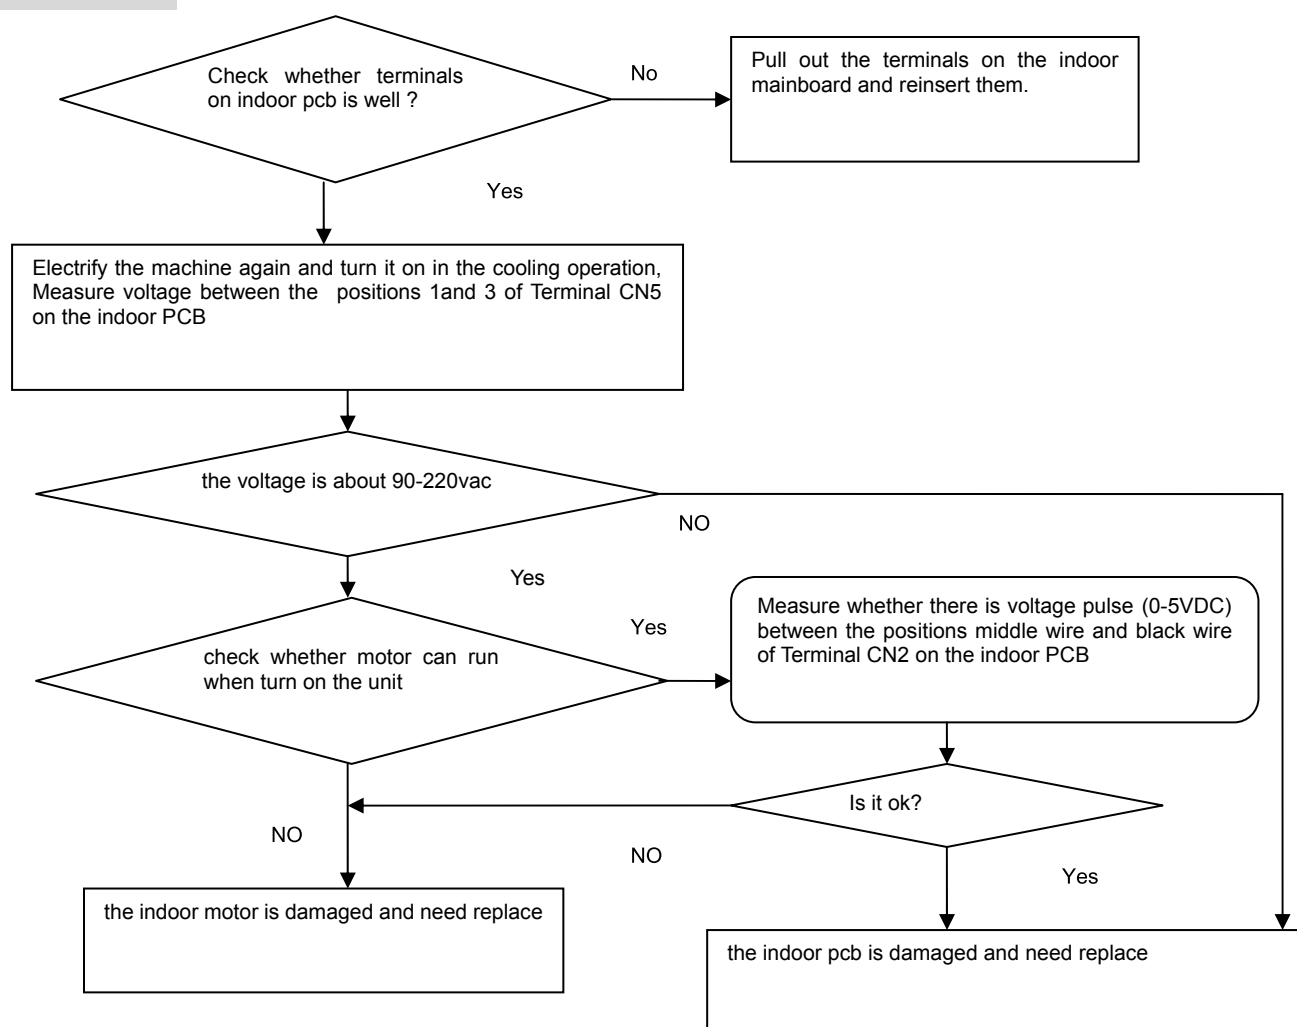 Check whether terminals
on indoor pcb is well ?
No
Pull out the terminals on the indoor
mainboard and reinsert them.
Yes
Electrify the machine again and turn it on in the cooling operation,
Measure voltage between the positions 1and 3 of Terminal CN5
on the indoor PCB
the voltage is about 90-220vac
NO
Yes
check whether motor can run
when turn on the unit
Yes
Measure whether there is voltage pulse (0-5VDC)
between the positions middle wire and black wire
of Terminal CN2 on the indoor PCB
Is it ok?
NO
NO
Yes
the indoor motor is damaged and need replace
the indoor pcb is damaged and need replace